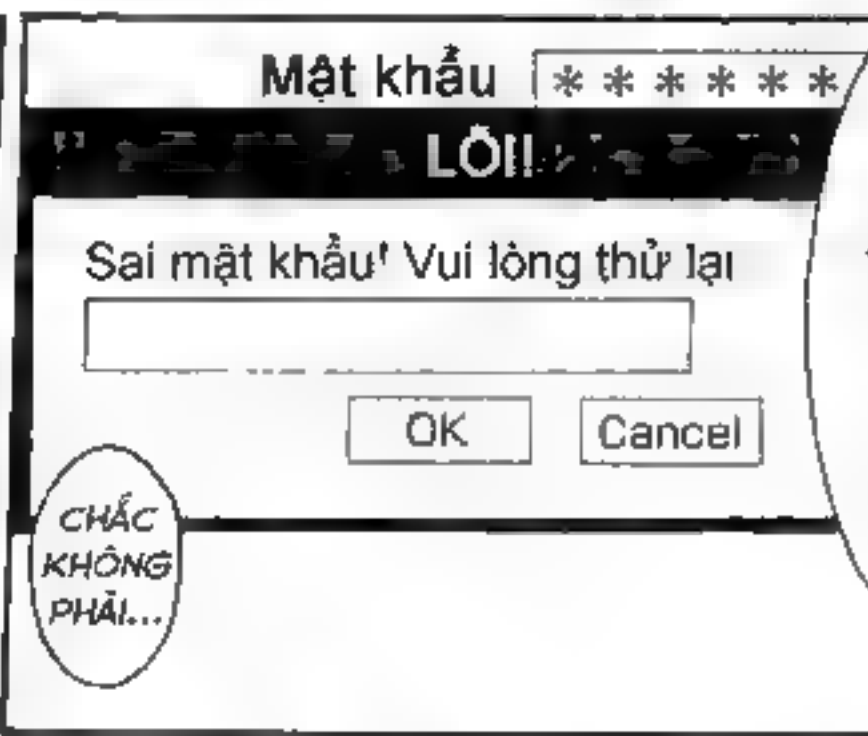 Mật khẩu ******
LỖI!
Sai mật khẩu! Vui lòng thử lại
OK Cancel
CHẮC
KHÔNG
PHẢI...